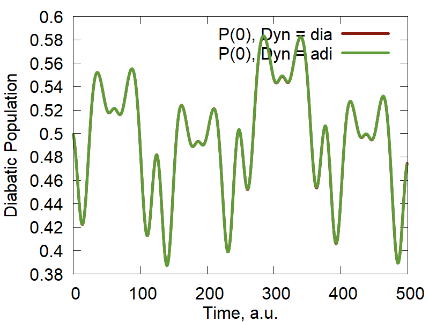 P(0), Dyn = dia
P(0), Dyn = adi
0.6
0.58
0.56
0.54
0.52
0.5
0.48
0.46
0.44
0.42
0.4
0.38
Diabatic Population
0 100 200 300 400 500
Time, a.u.